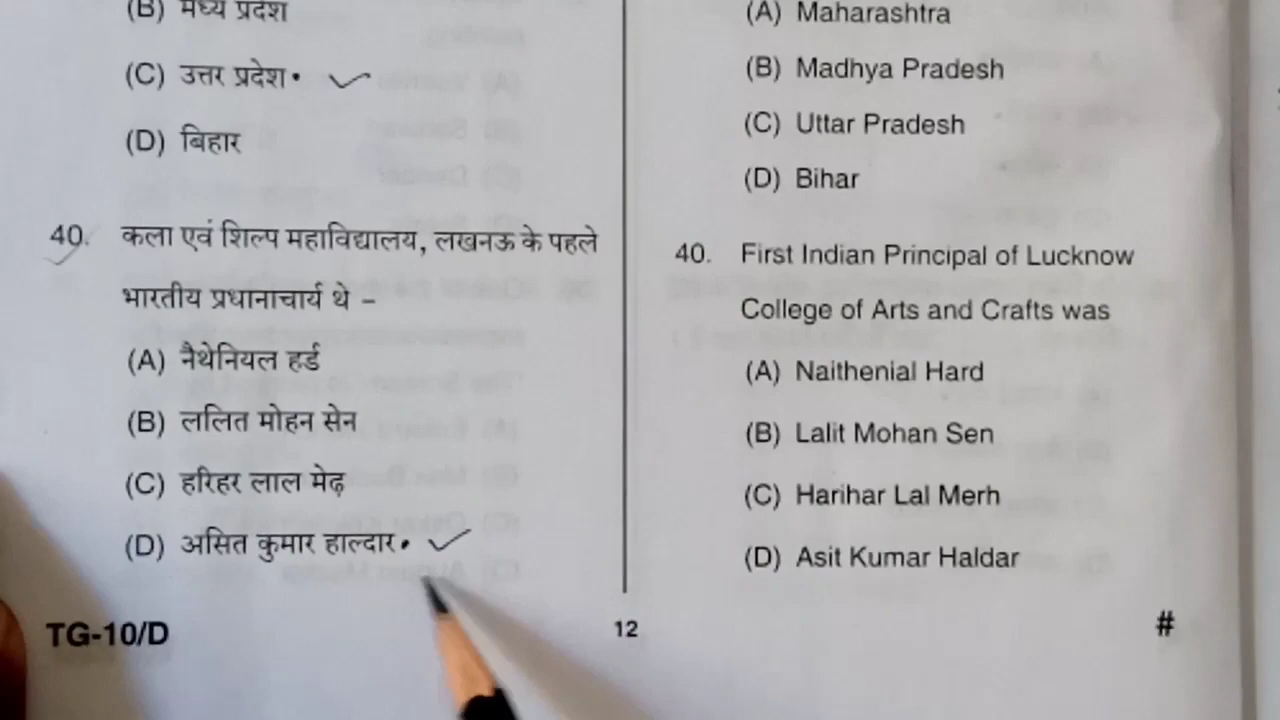 (B) मध्य प्रदेश
(C) उत्तर प्रदेश
(D) बिहार
40. कला एवं शिल्प महाविद्यालय, लखनऊ के पहले
भारतीय प्रधानाचार्य थे –
(A) नैथेनियल हर्ड
(B) ललित मोहन सेन
(C) हरिहर लाल मेढ़
(D) असित कुमार हाल्दार
(A) Maharashtra
(B) Madhya Pradesh
(C) Uttar Pradesh
(D) Bihar
40. First Indian Principal of Lucknow
College of Arts and Crafts was
(A) Naithenial Hard
(B) Lalit Mohan Sen
(C) Harihar Lal Merh
(D) Asit Kumar Haldar
TG-10/D
12
#